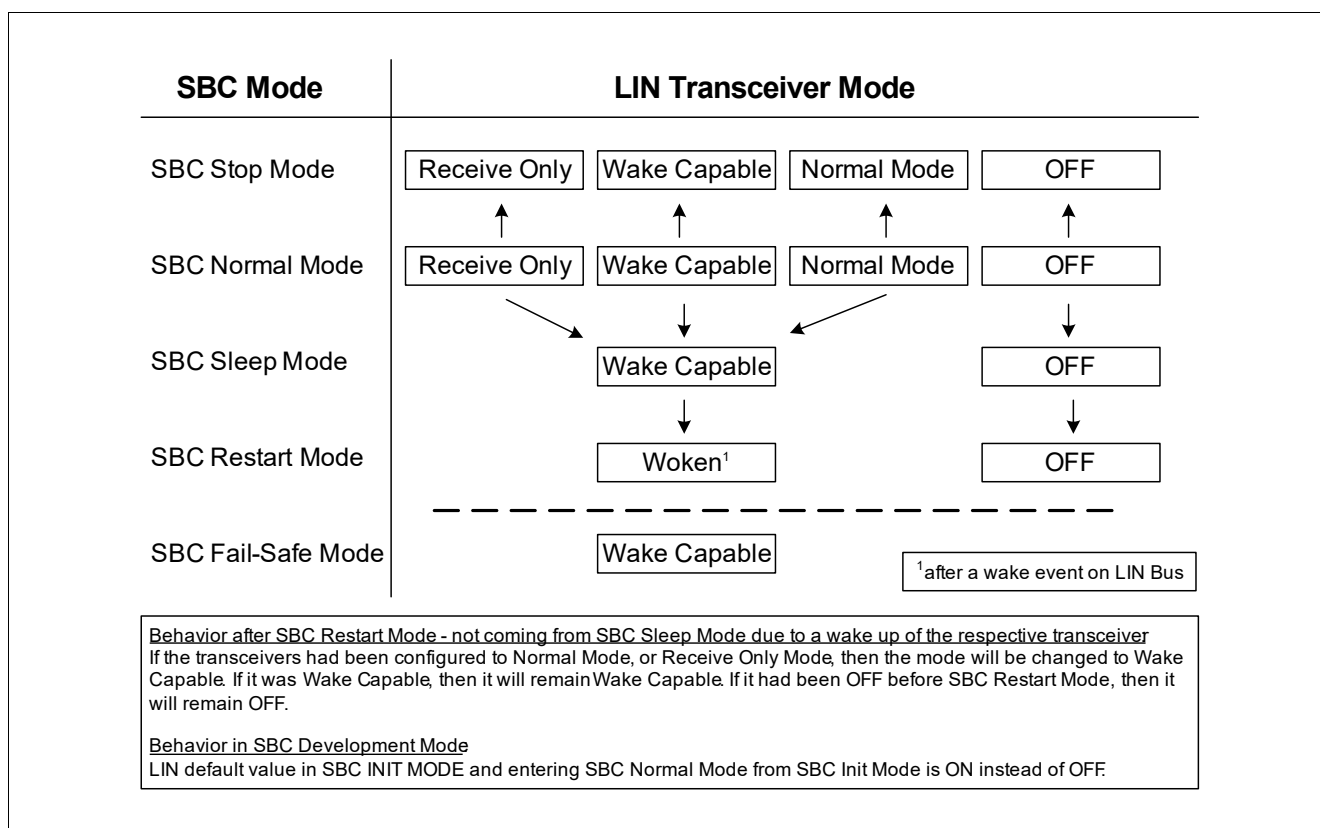 SBC Mode LIN Transceiver Mode
SBC Stop Mode Receive Only Wake Capable Normal Mode OFF
SBC Normal Mode Receive Only Wake Capable Normal Mode OFF
SBC Sleep Mode Wake Capable OFF
SBC Restart Mode Woken¹ OFF
SBC Fail-Safe Mode Wake Capable
¹after a wake event on LIN Bus
Behavior after SBC Restart Mode - not coming from SBC Sleep Mode due to a wake up of the respective transceiver
If the transceivers had been configured to Normal Mode, or Receive Only Mode, then the mode will be changed to Wake
Capable. If it was Wake Capable, then it will remain Wake Capable. If it had been OFF before SBC Restart Mode, then it
will remain OFF.
Behavior in SBC Development Mode
LIN default value in SBC INIT MODE and entering SBC Normal Mode from SBC Init Mode is ON instead of OFF.